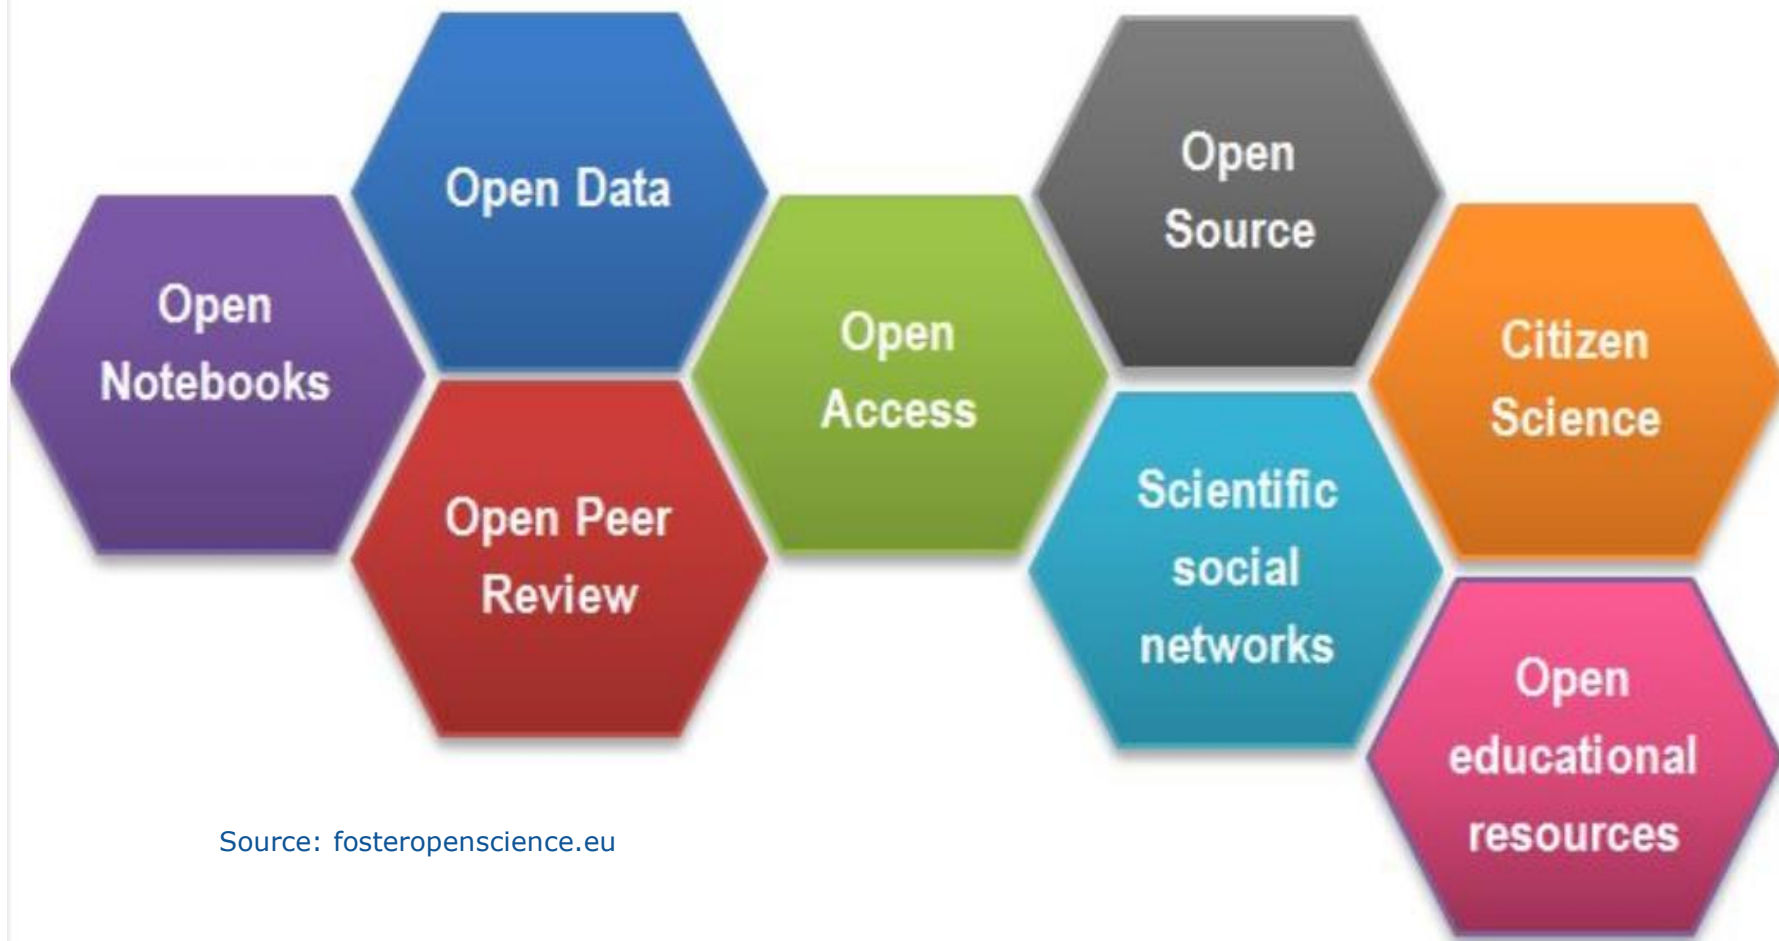 Open
Notebooks
Open Data
Open Peer
Review
Open
Access
Open
Source
Scientific
social
networks
Citizen
Science
Open
educational
resources
Source: fosteropenscience.eu